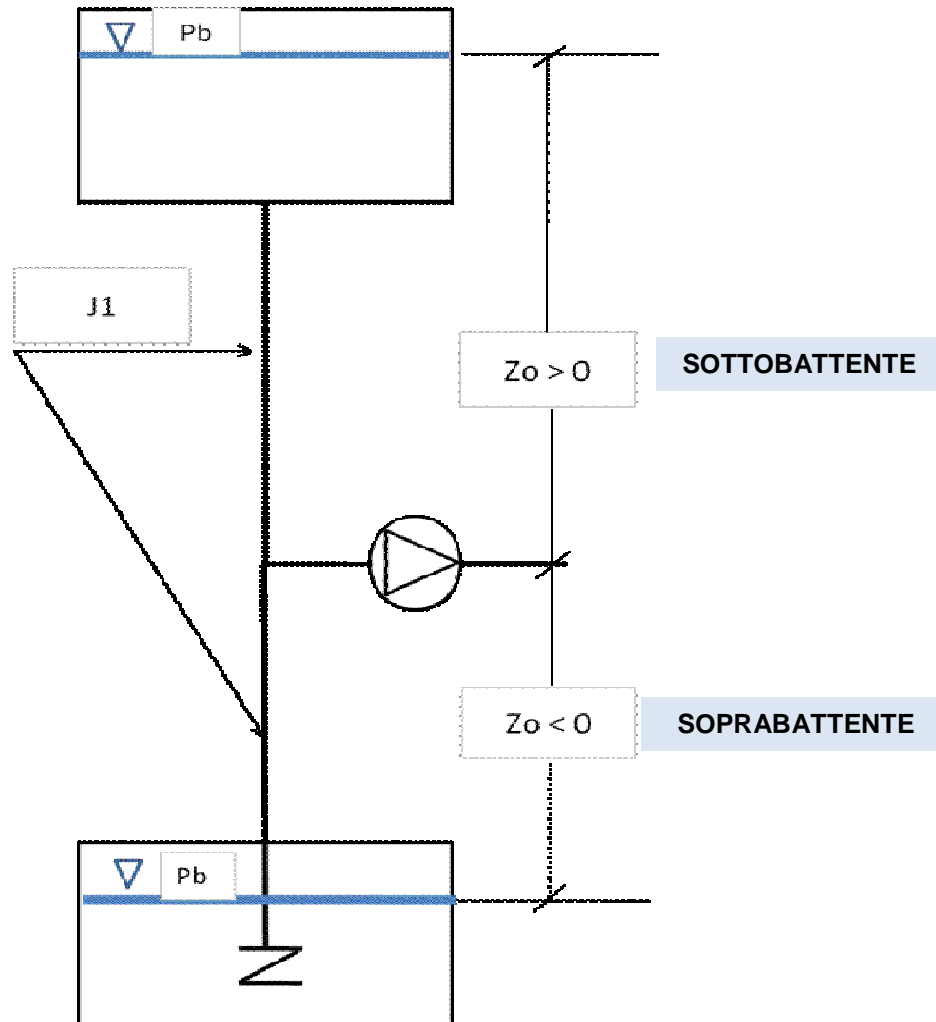 Pb
J1
Zo > 0
SOTTOBATTENTE
Zo < 0
SOPRABATTENTE
Pb